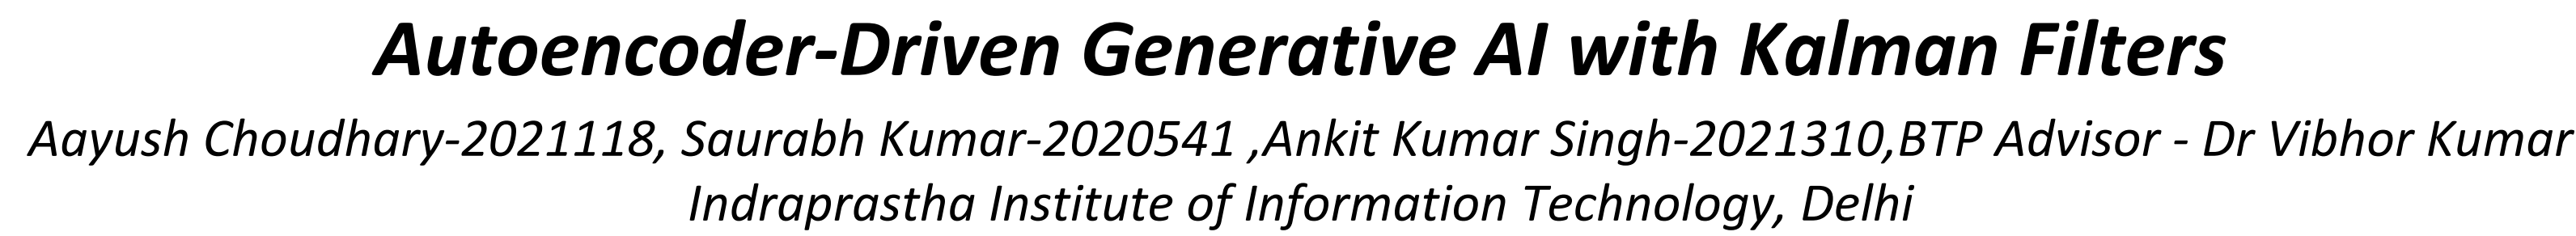 Autoencoder-Driven Generative AI with Kalman Filters
Aayush Choudhary-2021118, Saurabh Kumar-2020541 ,Ankit Kumar Singh-2021310,BTP Advisor - Dr Vibhor Kumar
Indraprastha Institute of Information Technology, Delhi